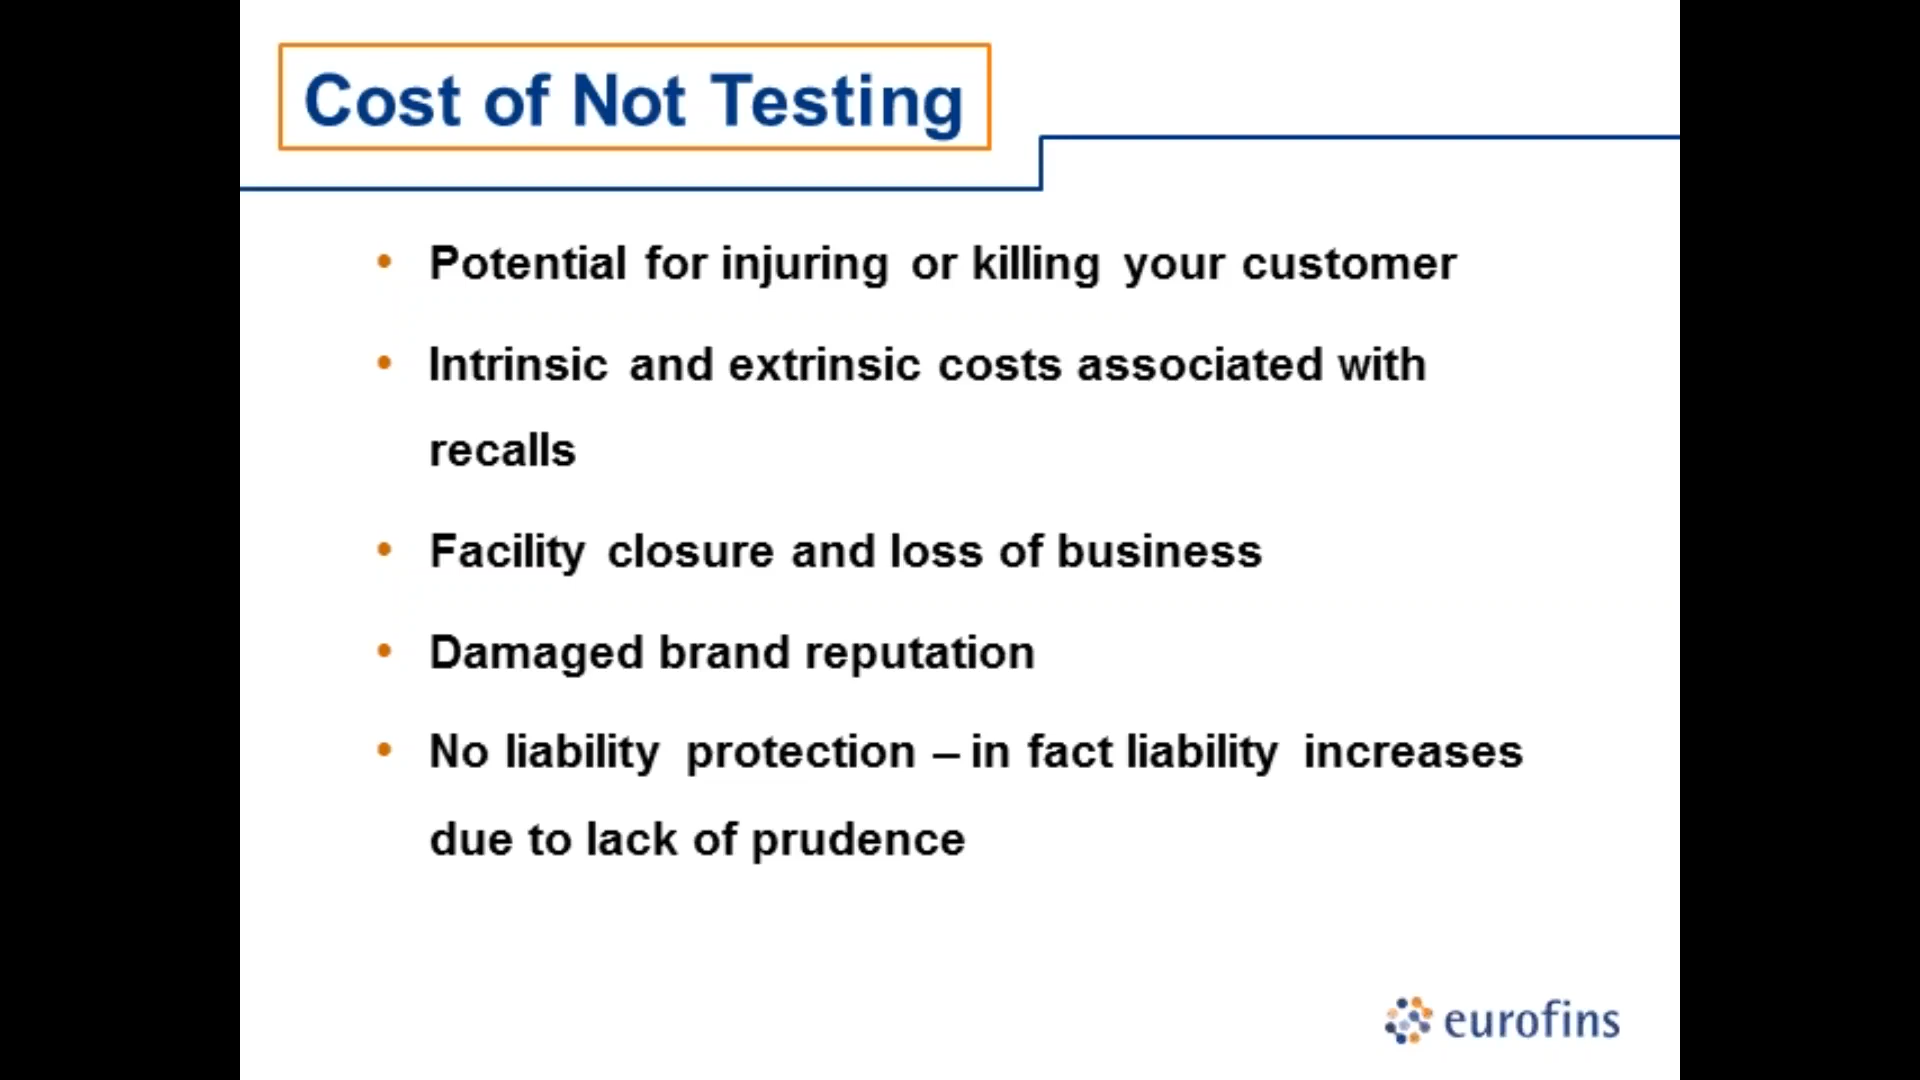 Cost of Not Testing
• Potential for injuring or killing your customer
• Intrinsic and extrinsic costs associated with
recalls
• Facility closure and loss of business
• Damaged brand reputation
• No liability protection – in fact liability increases
due to lack of prudence
eurofins